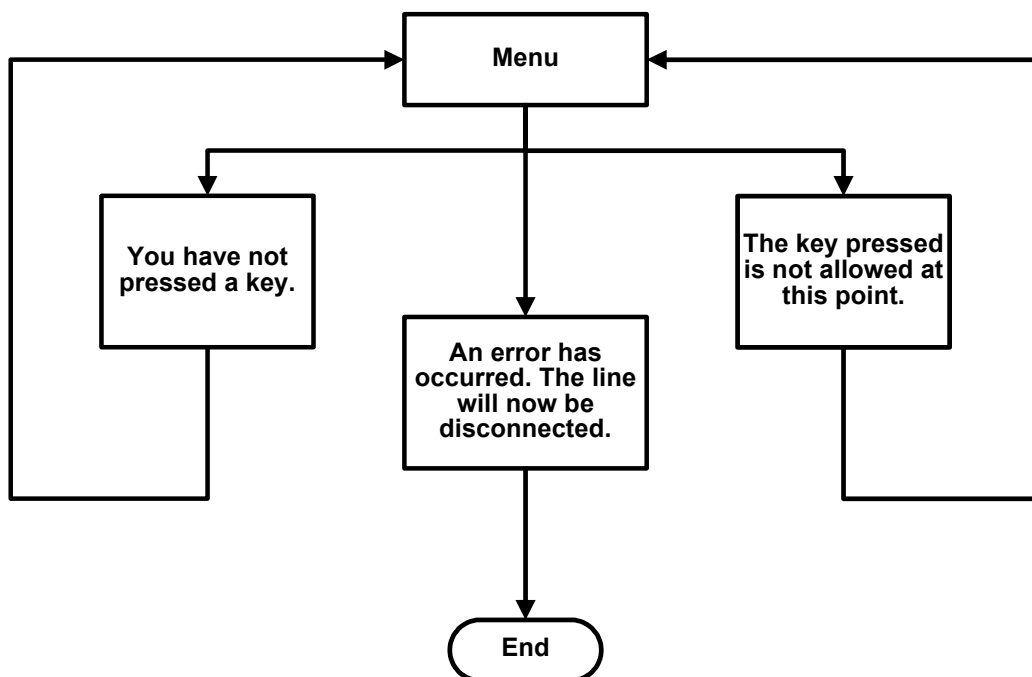 Menu
You have not
pressed a key.
The key pressed
is not allowed at
this point.
An error has
occurred. The line
will now be
disconnected.
End